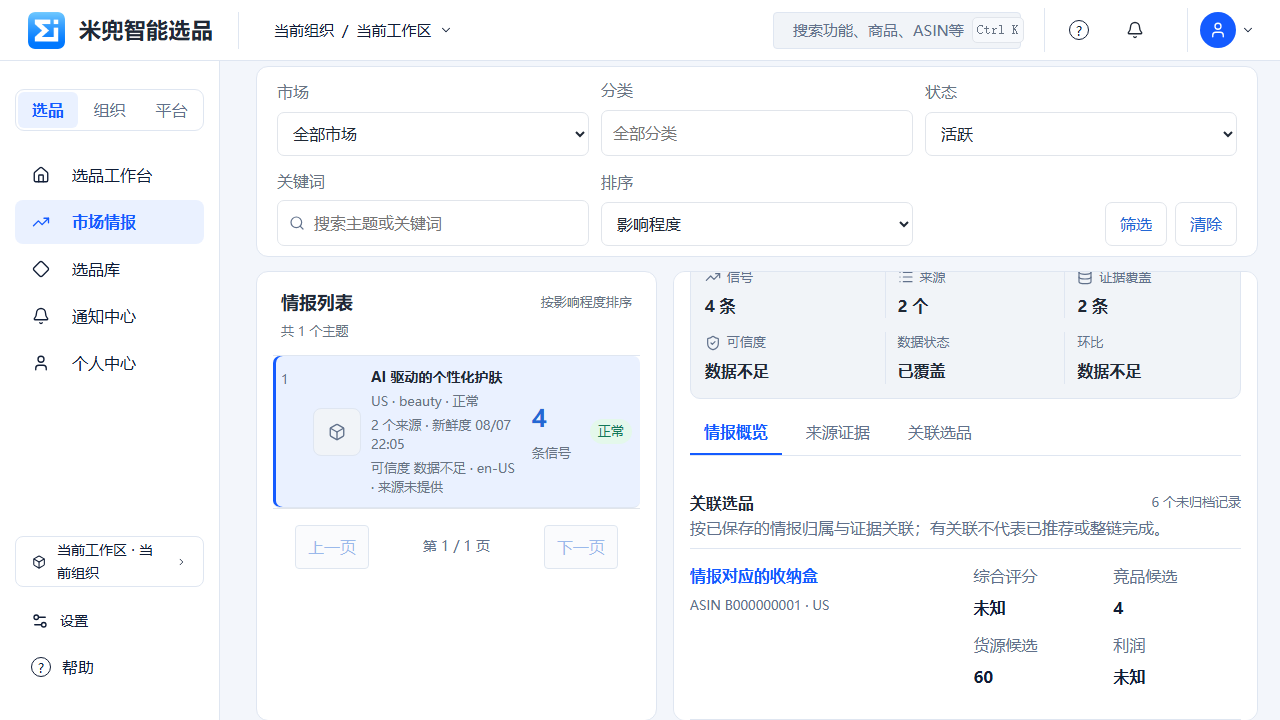 米兜智能选品
当前组织 / 当前工作区
搜索功能、商品、ASIN等 Ctrl K
选品 组织 平台
选品工作台
市场情报
选品库
通知中心
个人中心
当前工作区 · 当前组织
设置
帮助
市场
全部市场
分类
全部分类
状态
活跃
关键词
搜索主题或关键词
排序
影响程度
筛选 清除
情报列表
按影响程度排序
共 1 个主题
1
AI 驱动的个性化护肤
US · beauty · 正常
2 个来源 · 新鲜度 08/07
22:05
可信度 数据不足 · en-US
· 来源未提供
4
条信号
正常
上一页 第 1 / 1 页 下一页
信号 来源 证据覆盖
4 条 2 个 2 条
可信度 数据状态 环比
数据不足 已覆盖 数据不足
情报概览 来源证据 关联选品
关联选品
6 个未归档记录
按已保存的情报归属与证据关联；有关联不代表已推荐或整链完成。
情报对应的收纳盒
ASIN B000000001 · US
综合评分 竞品候选
未知 4
货源候选 利润
60 未知